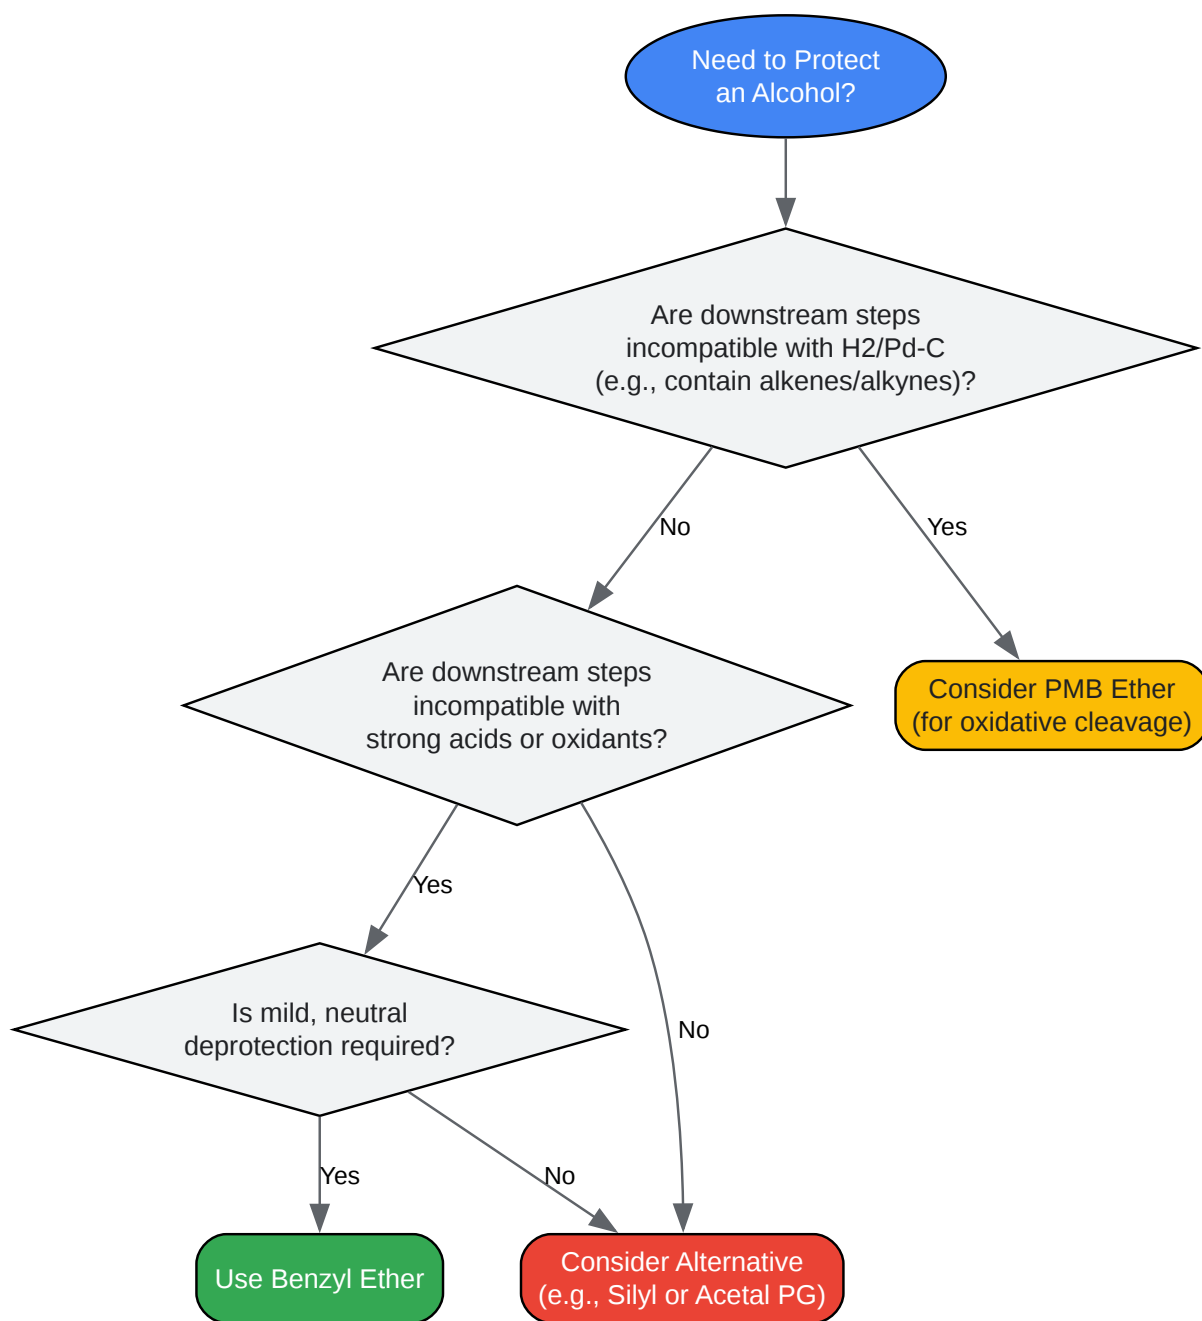 Need to Protect
an Alcohol?
Are downstream steps
incompatible with H2/Pd-C
(e.g., contain alkenes/alkynes)?
No
Yes
Are downstream steps
incompatible with
strong acids or oxidants?
Consider PMB Ether
(for oxidative cleavage)
Yes
No
Is mild, neutral
deprotection required?
Yes
No
Use Benzyl Ether
Consider Alternative
(e.g., Silyl or Acetal PG)